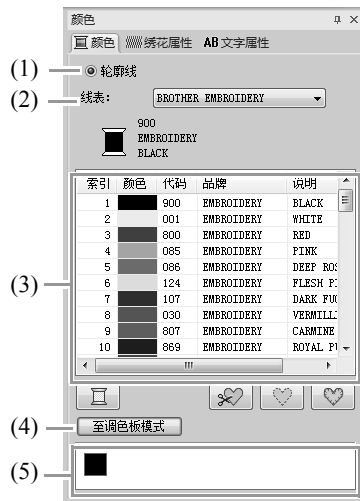 颜色
颜色 绣花属性 AB 文字属性
(1) 轮廓线
(2) 线表: BROTHER EMBROIDERY
900
EMBROIDERY
BLACK
索引 颜色 代码 品牌 说明
1 900 EMBROIDERY BLACK
2 001 EMBROIDERY WHITE
3 800 EMBROIDERY RED
4 085 EMBROIDERY PINK
5 086 EMBROIDERY DEEP ROS
(3) 6 124 EMBROIDERY FLESH PI
7 107 EMBROIDERY DARK FUC
8 030 EMBROIDERY VERMILLI
9 807 EMBROIDERY CARMINE
10 869 EMBROIDERY ROYAL PU
(4) 至调色板模式
(5)